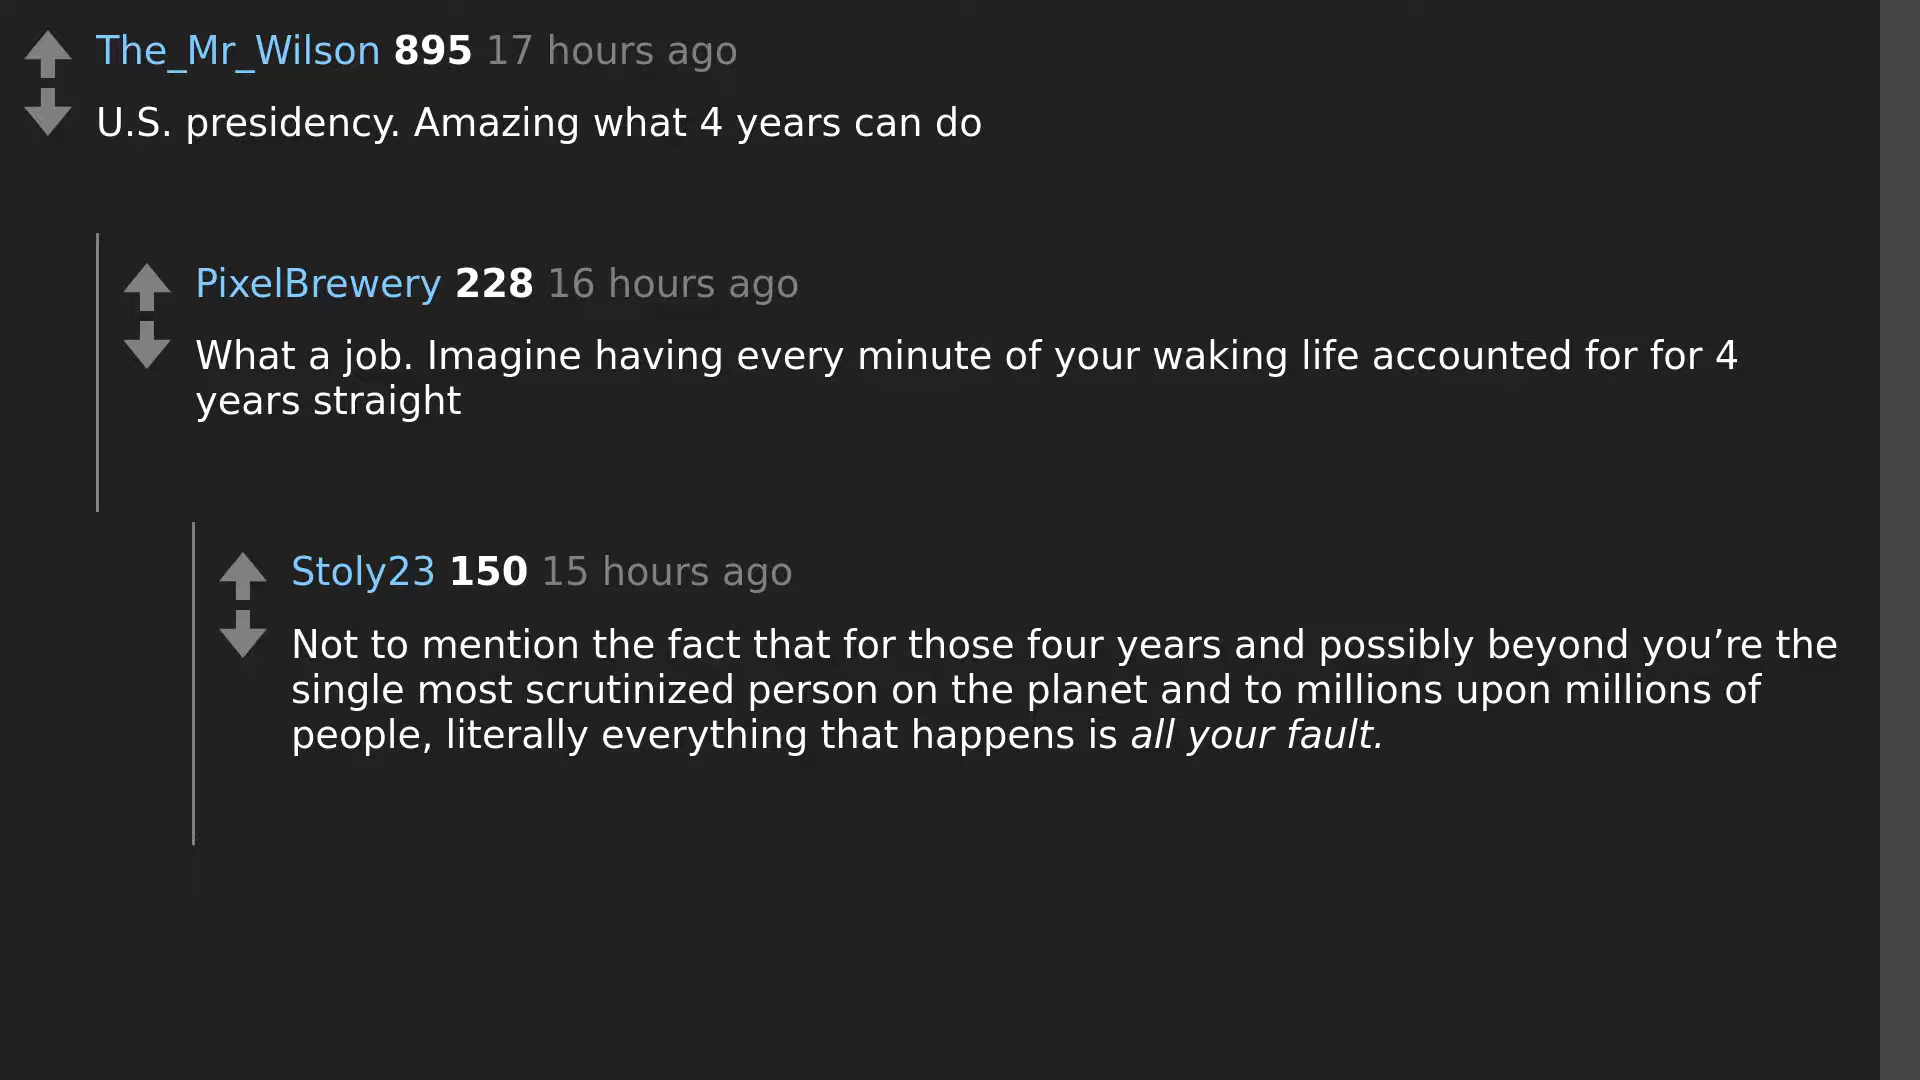 The_Mr_Wilson 895 17 hours ago
U.S. presidency. Amazing what 4 years can do
PixelBrewery 228 16 hours ago
What a job. Imagine having every minute of your waking life accounted for for 4
years straight
Stoly23 150 15 hours ago
Not to mention the fact that for those four years and possibly beyond you’re the
single most scrutinized person on the planet and to millions upon millions of
people, literally everything that happens is all your fault.